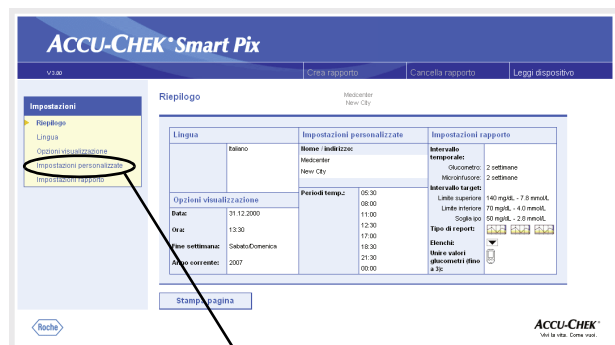 ACCU-CHEK® Smart Pix
V 3.00
Crea rapporto
Cancella rapporto
Leggi dispositivo
Impostazioni
Riepilogo
Lingua
Opzioni visualizzazione
Impostazioni personalizzate
Impostazioni rapporto
Riepilogo
Medcenter
New City
Lingua
Italiano
Opzioni visualizzazione
Data: 31.12.2000
Ora: 13:30
Fine settimana: Sabato/Domenica
Anno corrente: 2007
Impostazioni personalizzate
Nome / indirizzo:
Medcenter
New City
Periodi temp.: 05:30
08:00
11:00
12:30
17:00
18:30
21:30
00:00
Impostazioni rapporto
Intervallo
temporale:
Glucometro: 2 settimane
Microinfusore: 2 settimane
Intervallo target:
Limite superiore 140 mg/dL - 7.8 mmol/L
Limite inferiore 70 mg/dL - 4.0 mmol/L
Soglia ipo 50 mg/dL - 2.8 mmol/L
Tipo di report:
Elenchi:
Unire valori
glucometri (fino
a 3):
Stampa pagina
Roche
ACCU-CHEK®
Vivi la vita. Come vuoi.